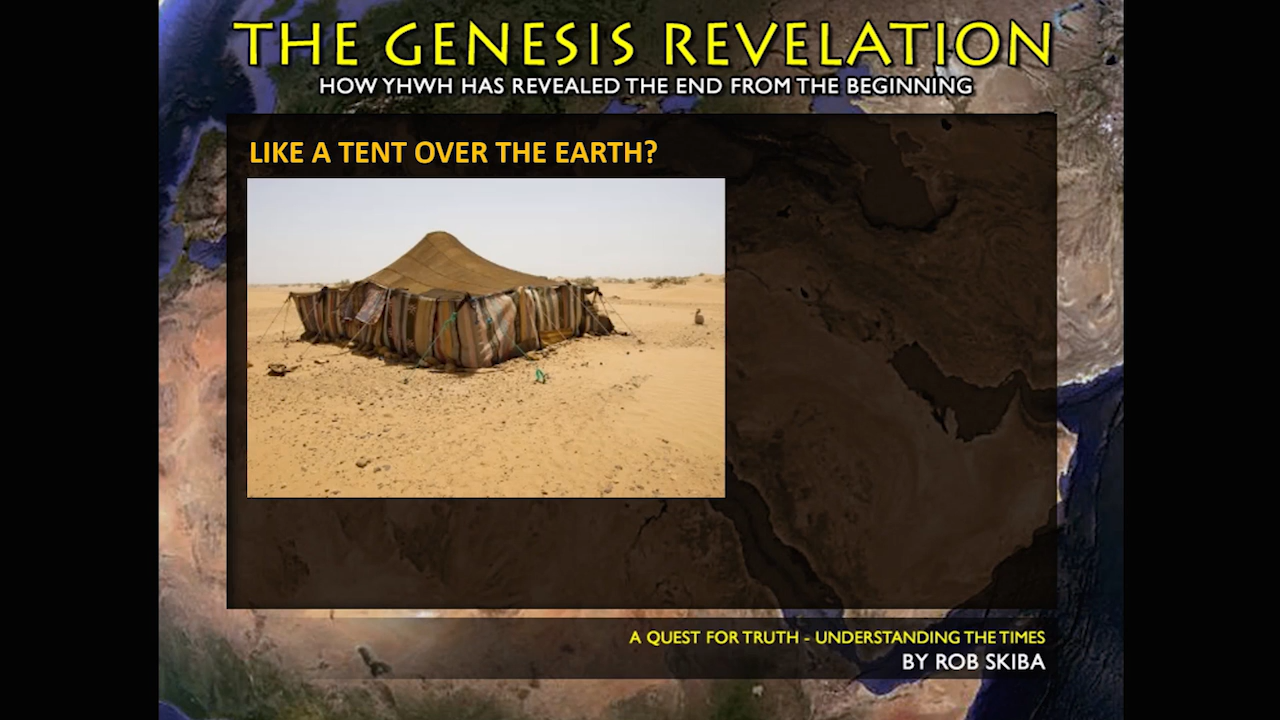 THE GENESIS REVELATION
HOW YHWH HAS REVEALED THE END FROM THE BEGINNING
LIKE A TENT OVER THE EARTH?
A QUEST FOR TRUTH - UNDERSTANDING THE TIMES
BY ROB SKIBA